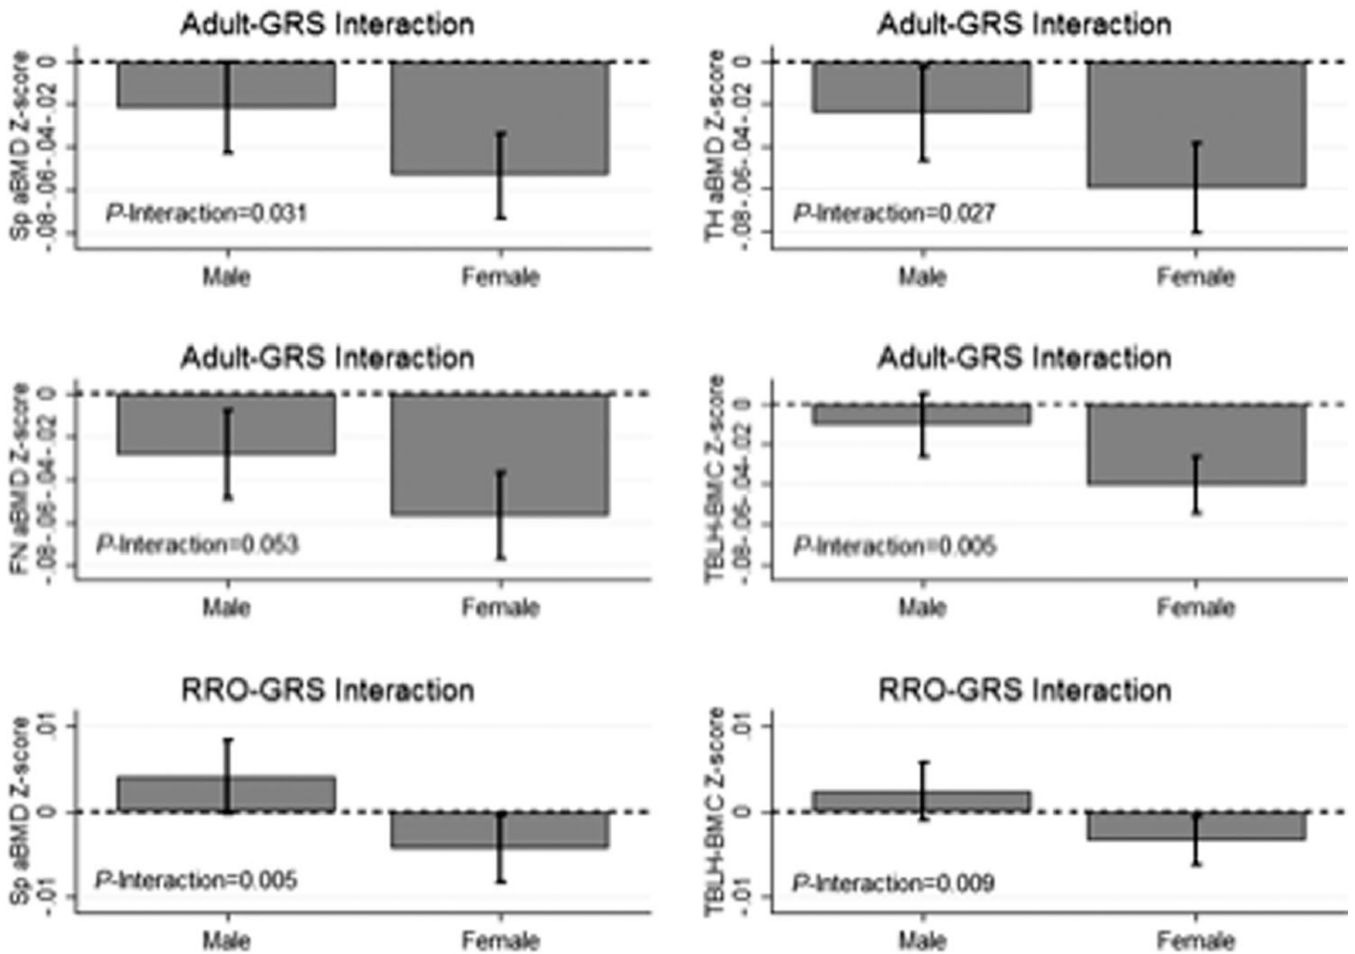 Adult-GRS Interaction
Sp aBMD Z-score
0
-.02
-.04
-.06
-.08
P-Interaction=0.031
Male Female
Adult-GRS Interaction
TH aBMD Z-score
0
-.02
-.04
-.06
-.08
P-Interaction=0.027
Male Female
Adult-GRS Interaction
FN aBMD Z-score
0
-.02
-.04
-.06
-.08
P-Interaction=0.053
Male Female
Adult-GRS Interaction
TBLH-BMC Z-score
0
-.02
-.04
-.06
-.08
P-Interaction=0.005
Male Female
RRO-GRS Interaction
Sp aBMD Z-score
.01
0
-.01
P-Interaction=0.005
Male Female
RRO-GRS Interaction
TBLH-BMC Z-score
.01
0
-.01
P-Interaction=0.009
Male Female